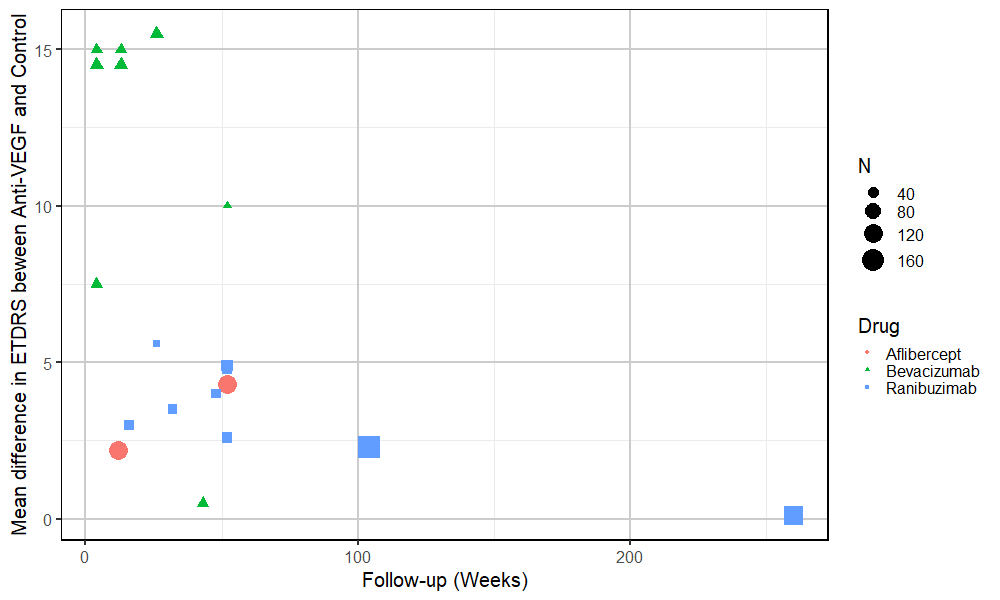 Mean difference in ETDRS beween Anti-VEGF and Control
15
10
5
0
0 100 200
Follow-up (Weeks)
N
40
80
120
160
Drug
Aflibercept
Bevacizumab
Ranibuzimab